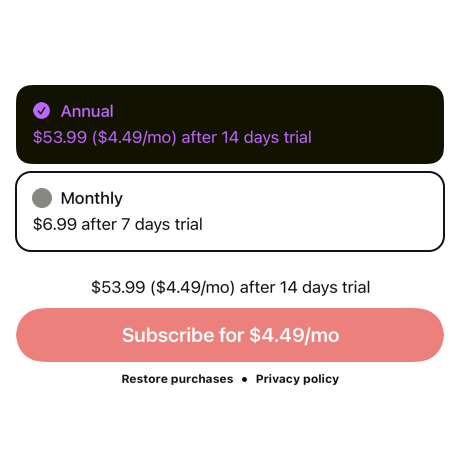 Annual
$53.99 ($4.49/mo) after 14 days trial
Monthly
$6.99 after 7 days trial
$53.99 ($4.49/mo) after 14 days trial
Subscribe for $4.49/mo
Restore purchases • Privacy policy